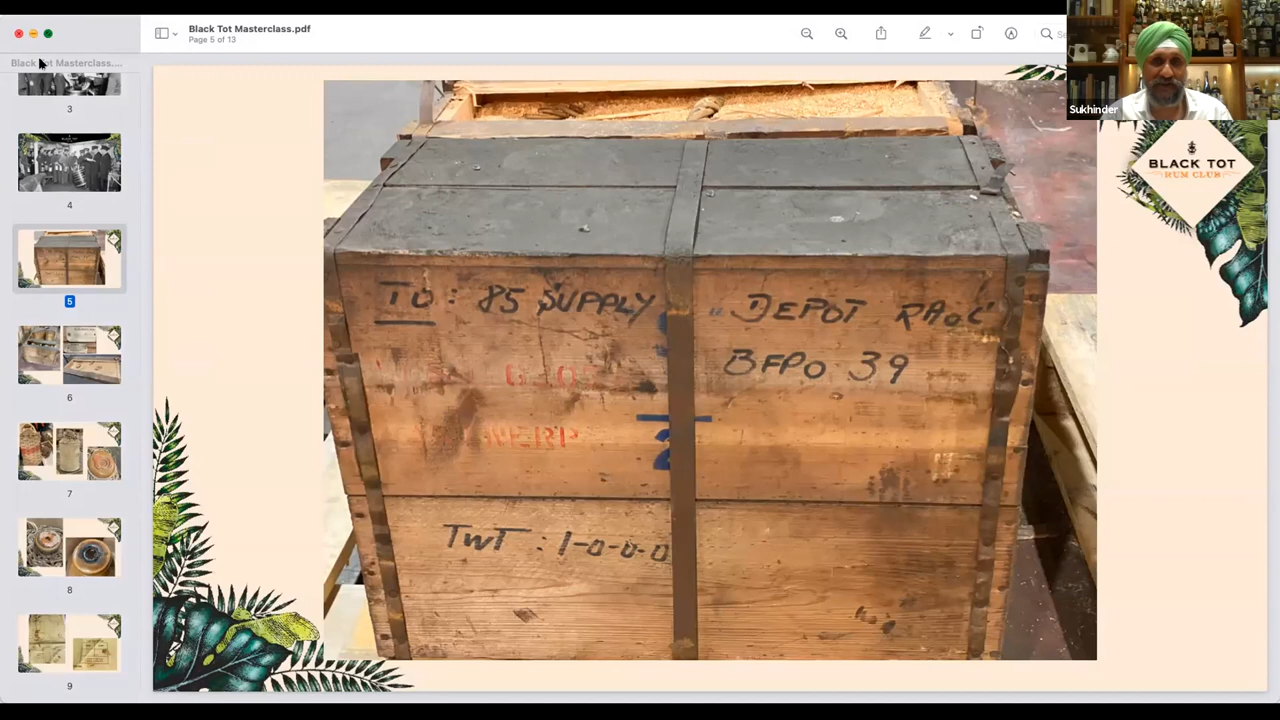 Black Tot Masterclass.pdf
Page 5 of 13
Black Tot Masterclass....
Sukhinder
3
4
5
6
7
8
9
BLACK TOT
RUM CLUB
TO: 85 SUPPLY DEPOT RAOC
BFPO 39
2
TWT: 1-0-0-0